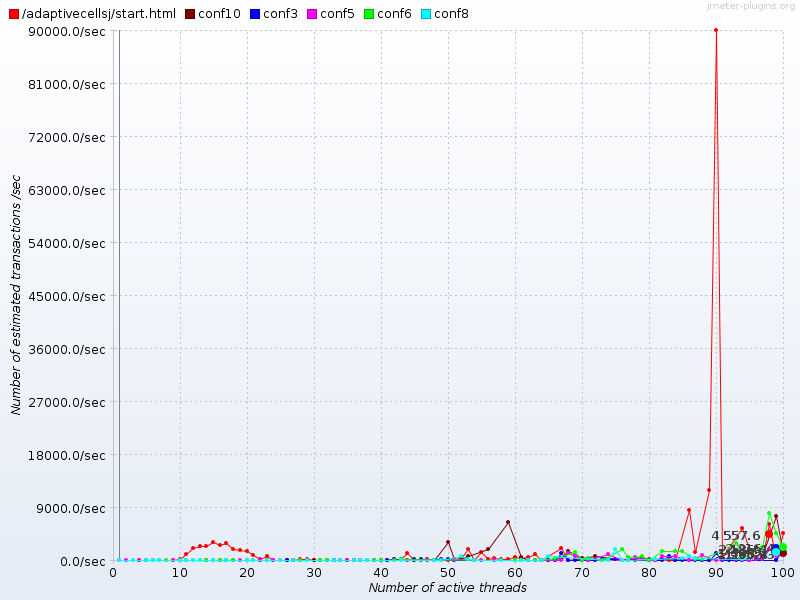 /adaptivecellsj/start.html conf10 conf3 conf5 conf6 conf8
jmeter-plugins.org
90000.0/sec
81000.0/sec
72000.0/sec
63000.0/sec
54000.0/sec
45000.0/sec
36000.0/sec
27000.0/sec
18000.0/sec
9000.0/sec
0.0/sec
Number of estimated transactions /sec
4 557.6
0 10 20 30 40 50 60 70 80 90 100
Number of active threads